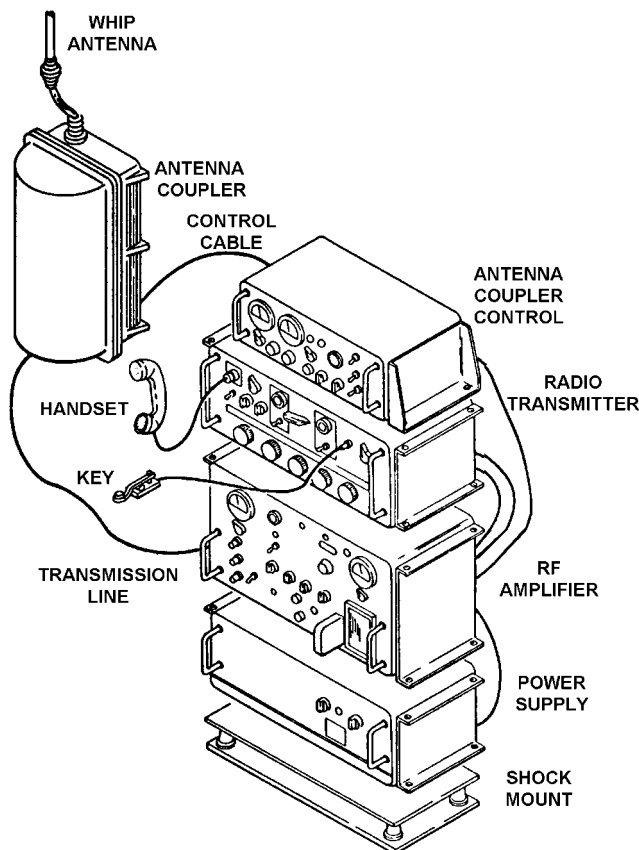 WHIP
ANTENNA
ANTENNA
COUPLER
CONTROL
CABLE
ANTENNA
COUPLER
CONTROL
RADIO
TRANSMITTER
HANDSET
KEY
TRANSMISSION
LINE
RF
AMPLIFIER
POWER
SUPPLY
SHOCK
MOUNT